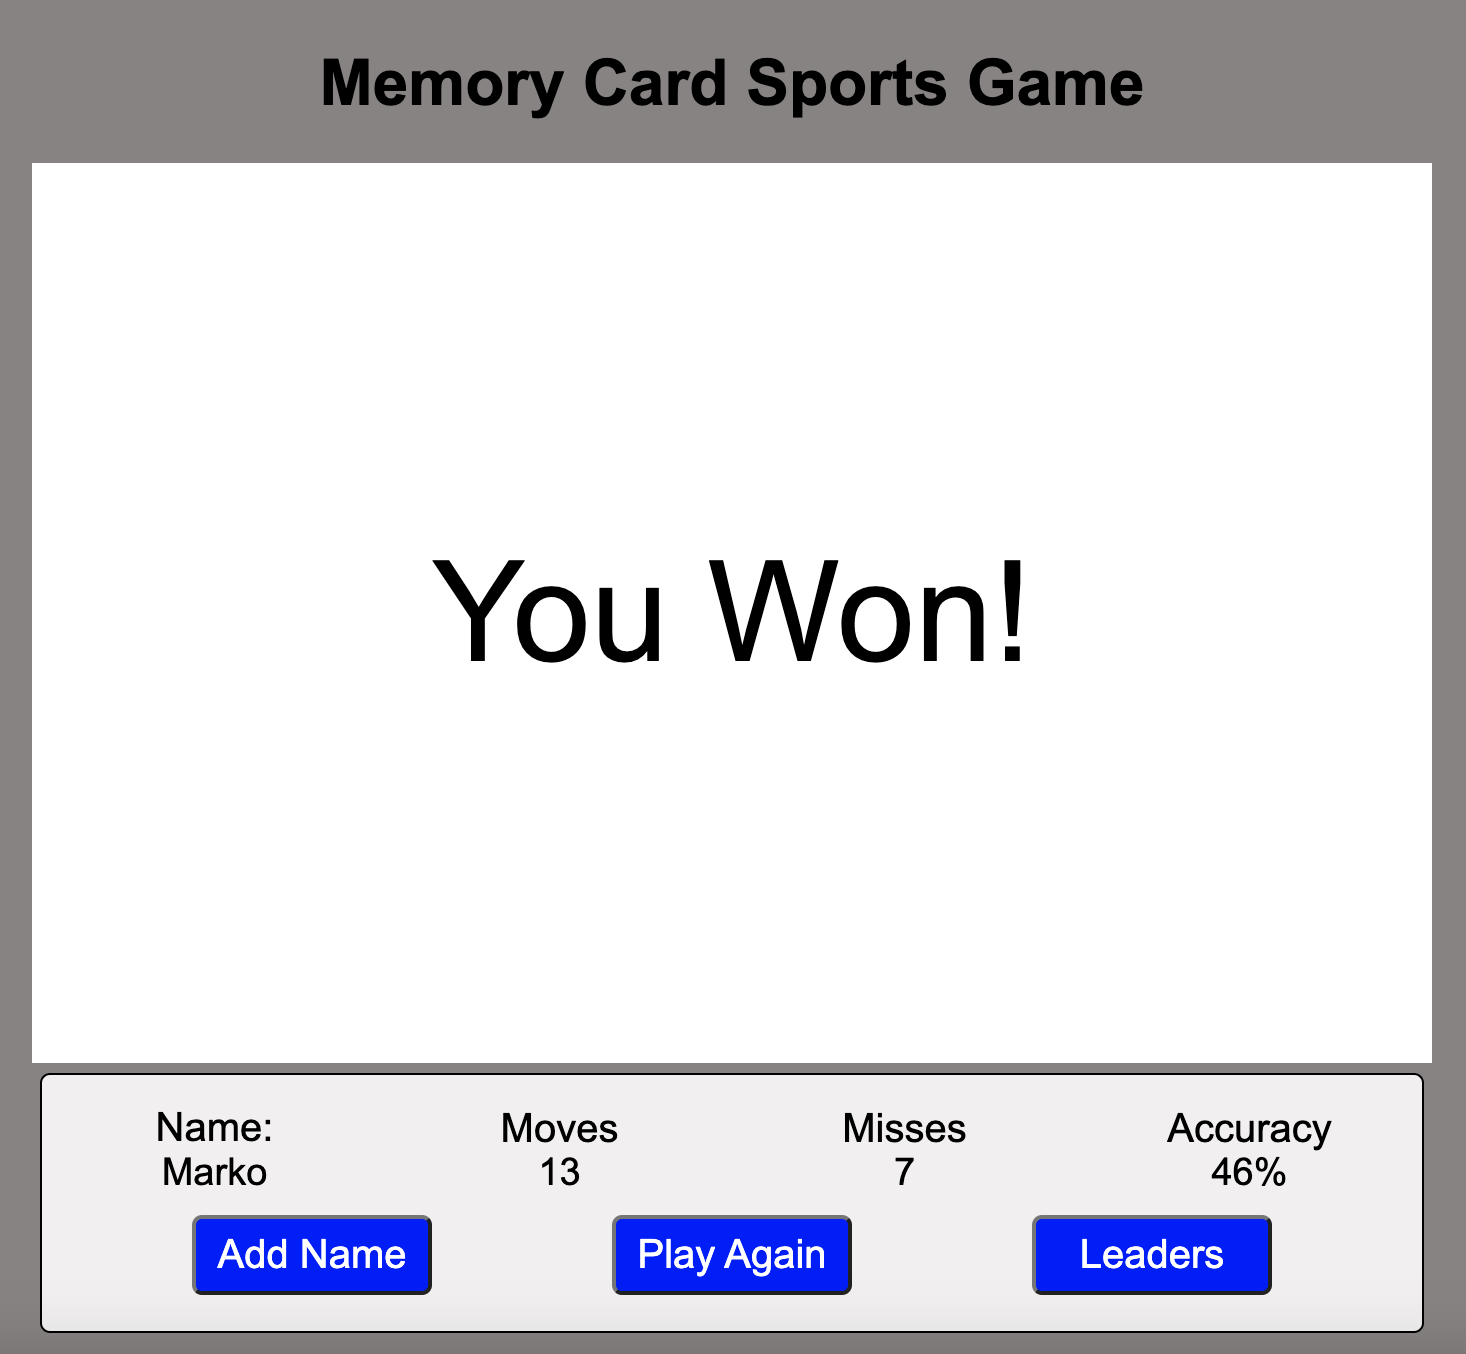 Memory Card Sports Game
You Won!
Name: Moves Misses Accuracy
Marko 13 7 46%
Add Name Play Again Leaders